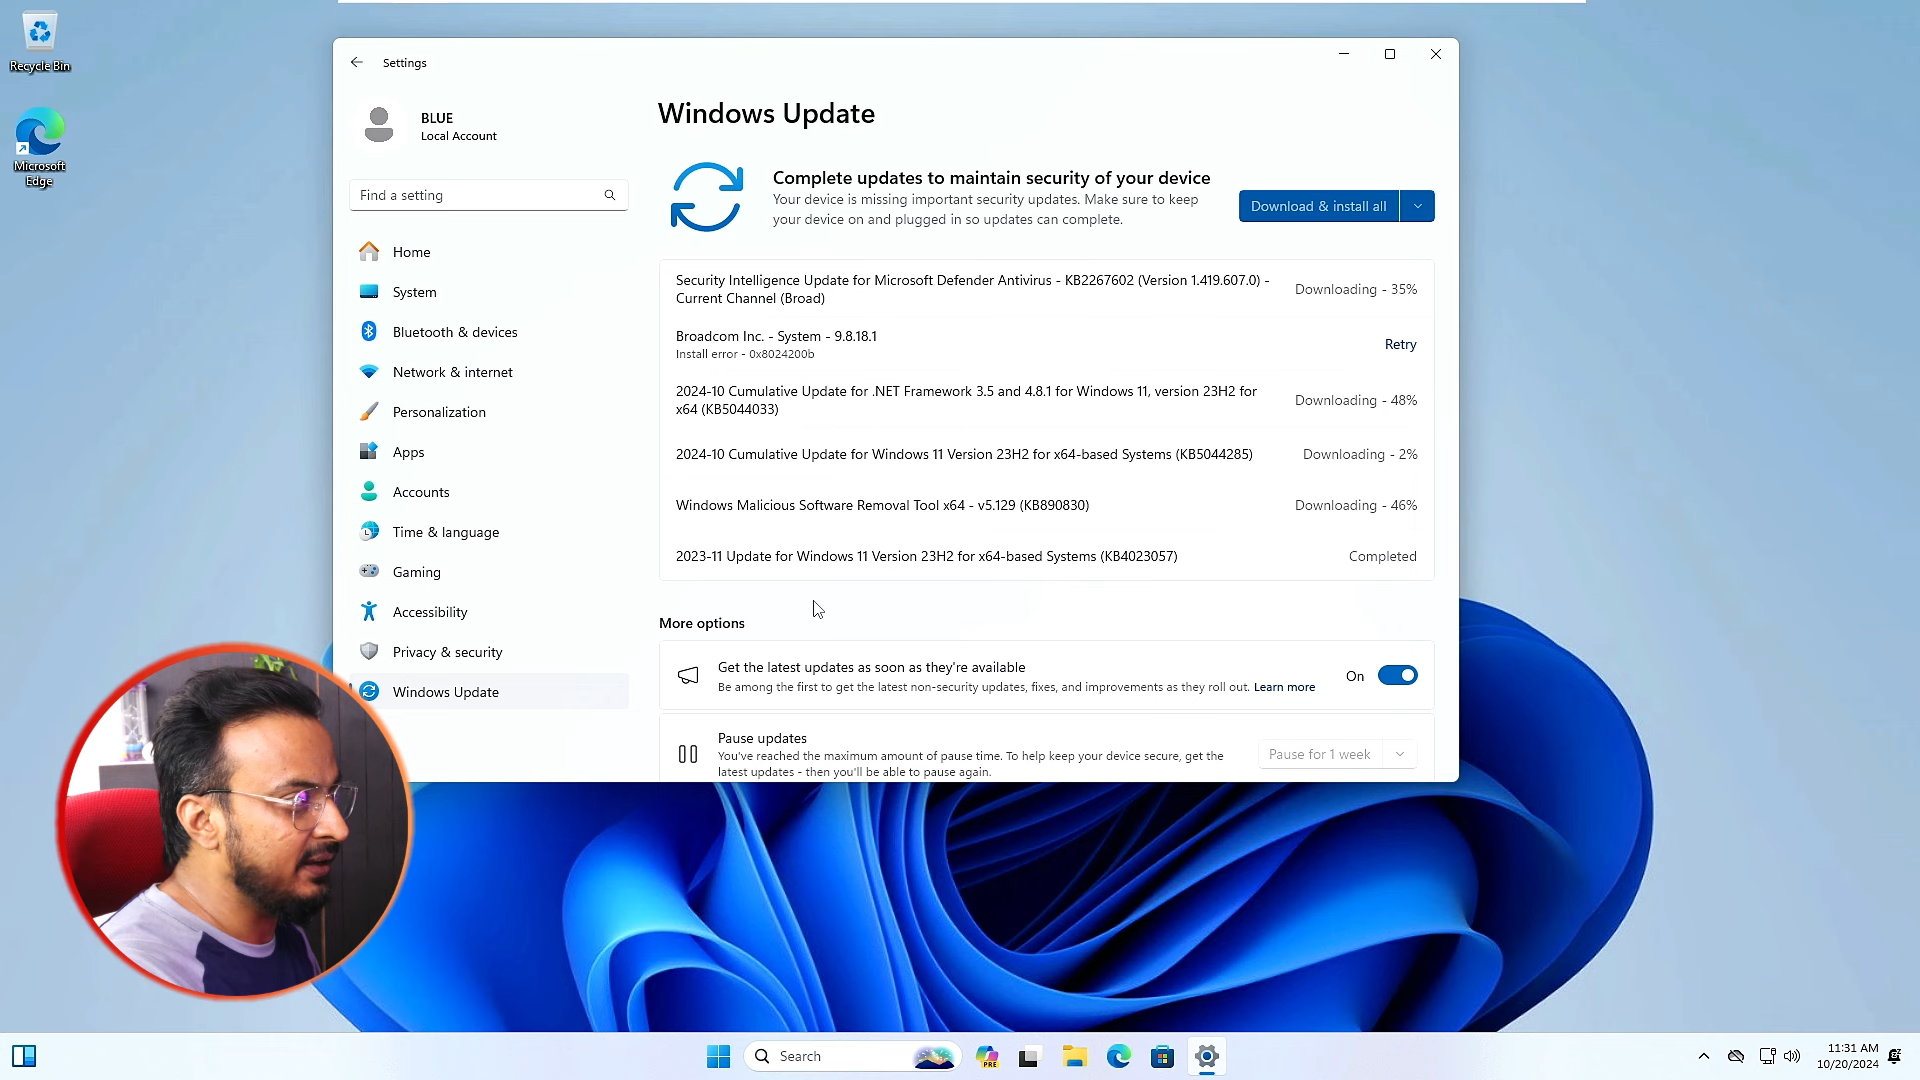 Recycle Bin
Microsoft
Edge
Settings
BLUE
Local Account
Find a setting
Home
System
Bluetooth & devices
Network & internet
Personalization
Apps
Accounts
Time & language
Gaming
Accessibility
Privacy & security
Windows Update
Windows Update
Complete updates to maintain security of your device
Your device is missing important security updates. Make sure to keep
your device on and plugged in so updates can complete.
Download & install all
Security Intelligence Update for Microsoft Defender Antivirus - KB2267602 (Version 1.419.607.0) -
Current Channel (Broad)
Downloading - 35%
Broadcom Inc. - System - 9.8.18.1
Install error - 0x8024200b
Retry
2024-10 Cumulative Update for .NET Framework 3.5 and 4.8.1 for Windows 11, version 23H2 for
x64 (KB5044033)
Downloading - 48%
2024-10 Cumulative Update for Windows 11 Version 23H2 for x64-based Systems (KB5044285)
Downloading - 2%
Windows Malicious Software Removal Tool x64 - v5.129 (KB890830)
Downloading - 46%
2023-11 Update for Windows 11 Version 23H2 for x64-based Systems (KB4023057)
Completed
More options
Get the latest updates as soon as they're available
Be among the first to get the latest non-security updates, fixes, and improvements as they roll out. Learn more
On
Pause updates
You've reached the maximum amount of pause time. To help keep your device secure, get the
latest updates - then you'll be able to pause again.
Pause for 1 week
Search
PRE
11:31 AM
10/20/2024